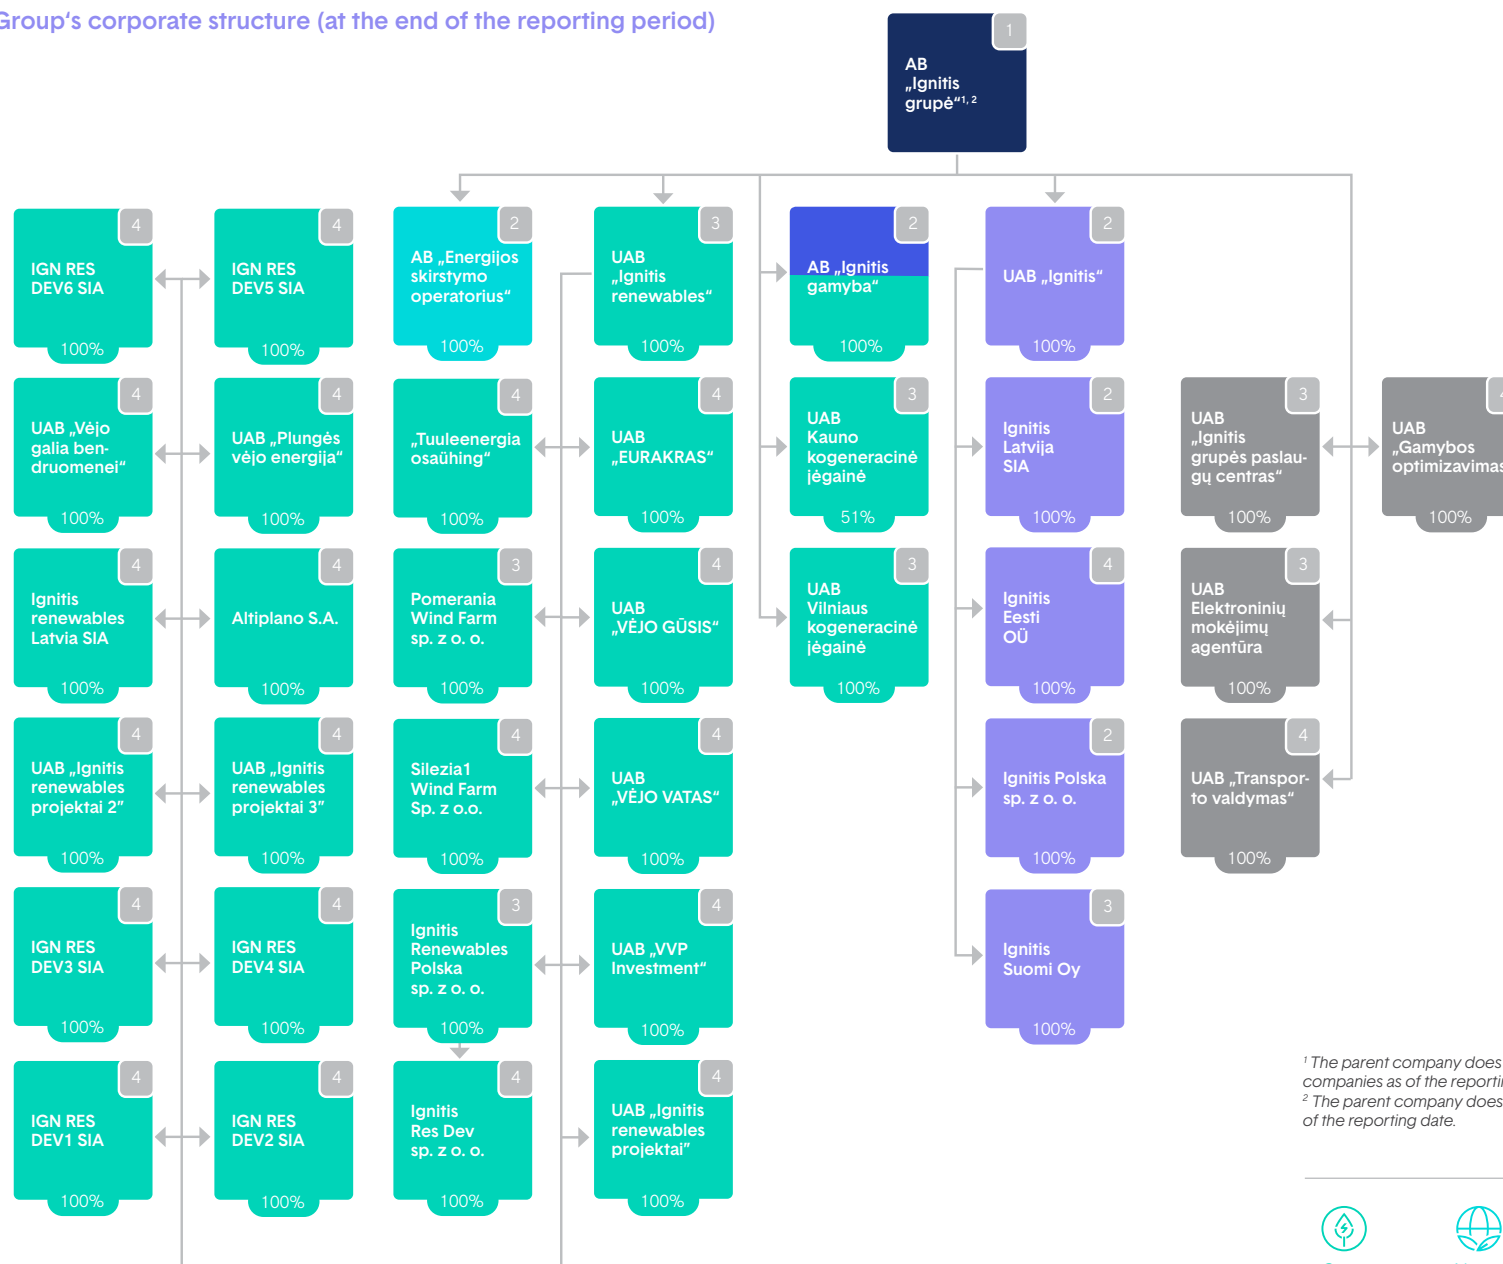 Group's corporate structure (at the end of the reporting period)
1
AB
„Ignitis
grupė“1, 2
4
IGN RES
DEV6 SIA
100%
4
IGN RES
DEV5 SIA
100%
2
AB „Energijos
skirstymo
operatorius“
100%
3
UAB
„Ignitis
renewables“
100%
2
AB „Ignitis
gamyba“
100%
2
UAB „Ignitis“
100%
4
UAB „Vėjo
galia ben-
druomenei“
100%
4
UAB „Plungės
vėjo energija“
100%
4
„Tuuleenergia
osaühing“
100%
4
UAB
„EURAKRAS“
100%
3
UAB
Kauno
kogeneracinė
jėgainė
51%
2
Ignitis
Latvija
SIA
100%
3
UAB
„Ignitis
grupės paslau-
gų centras“
100%
UAB
„Gamybos
optimizavimas
100%
4
Ignitis
renewables
Latvia SIA
100%
4
Altiplano S.A.
100%
3
Pomerania
Wind Farm
sp. z o. o.
100%
4
UAB
„VĖJO GŪSIS“
100%
3
UAB
Vilniaus
kogeneracinė
jėgainė
100%
4
Ignitis
Eesti
OÜ
100%
3
UAB
Elektroninių
mokėjimų
agentūra
100%
4
UAB „Ignitis
renewables
projektai 2”
100%
4
UAB „Ignitis
renewables
projektai 3”
100%
4
Silezia1
Wind Farm
Sp. z o.o.
100%
4
UAB
„VĖJO VATAS“
100%
2
Ignitis Polska
sp. z o. o.
100%
4
UAB „Transpor-
to valdymas“
100%
4
IGN RES
DEV3 SIA
100%
4
IGN RES
DEV4 SIA
100%
3
Ignitis
Renewables
Polska
sp. z o. o.
100%
4
UAB „VVP
Investment“
100%
3
Ignitis
Suomi Oy
100%
4
IGN RES
DEV1 SIA
100%
4
IGN RES
DEV2 SIA
100%
4
Ignitis
Res Dev
sp. z o. o.
100%
4
UAB „Ignitis
renewables
projektai”
100%
1 The parent company does
companies as of the reportin
2 The parent company does
of the reporting date.